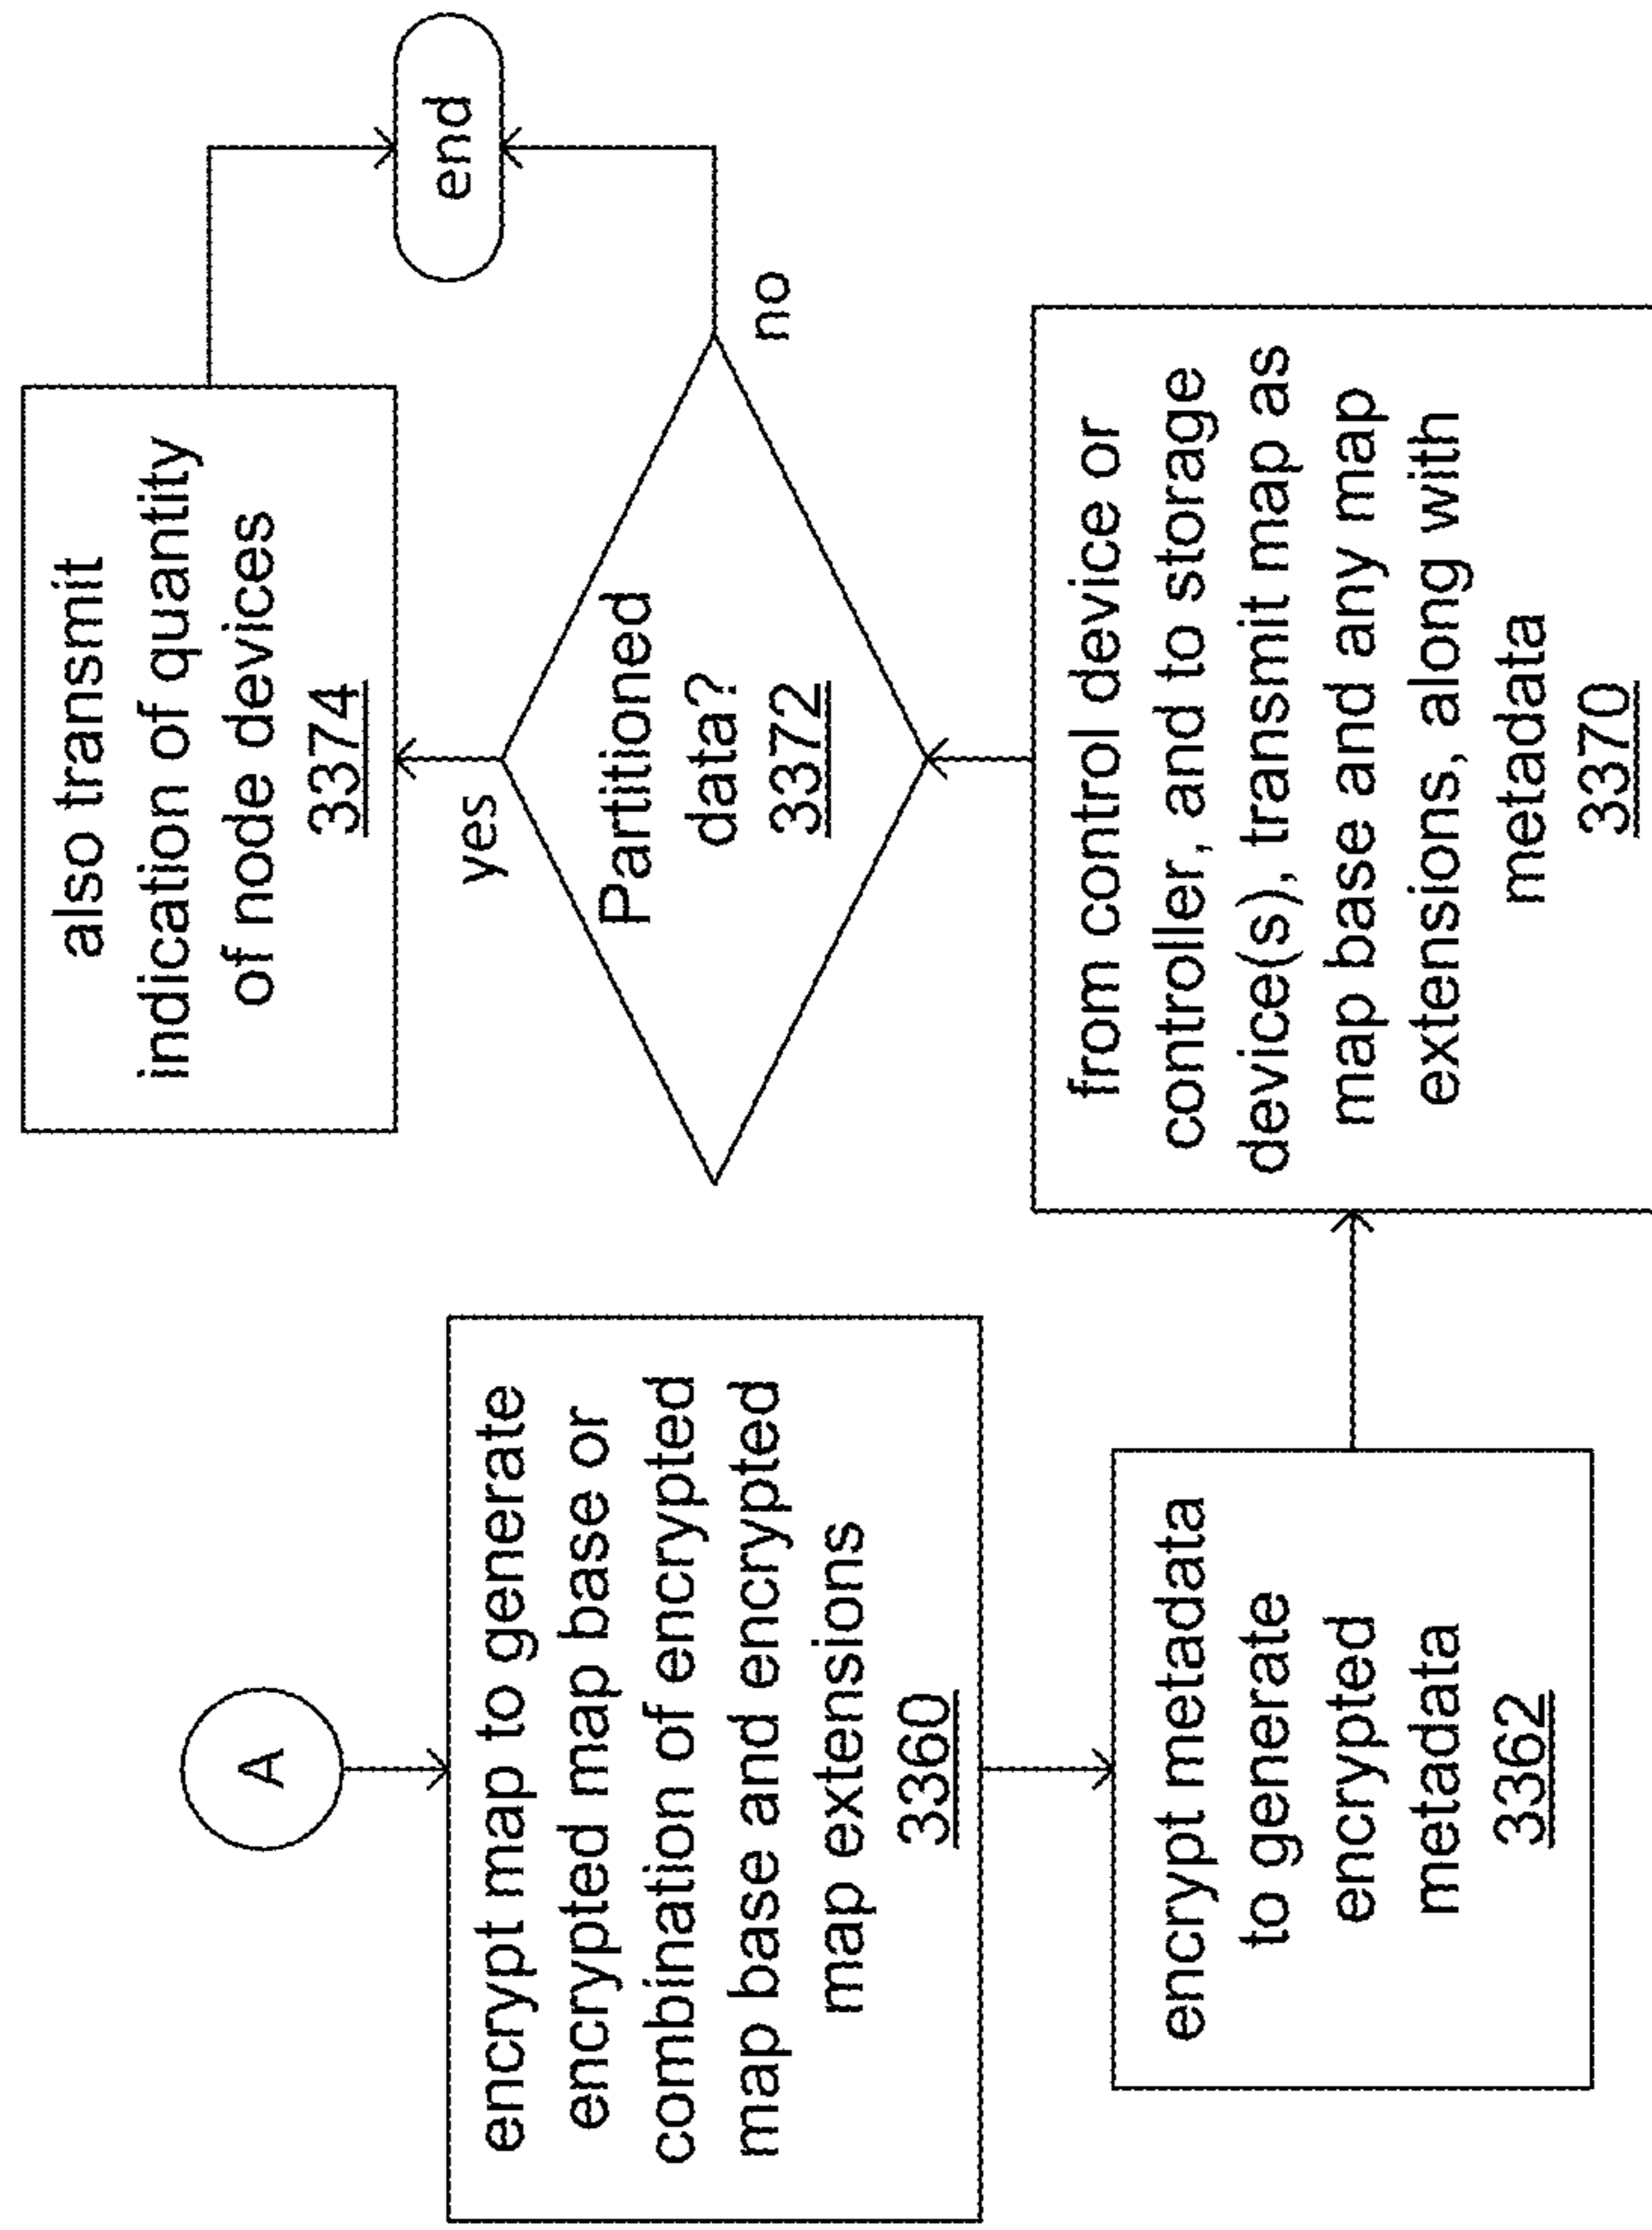 A
encrypt map to generate
encrypted map base or
combination of encrypted
map base and encrypted
map extensions
3360
encrypt metadata
to generate
encrypted
metadata
3362
from control device or
controller, and to storage
device(s), transmit map as
map base and any map
extensions, along with
metadata
3370
Partitioned
data?
3372
yes
no
also transmit
indication of quantity
of node devices
3374
end